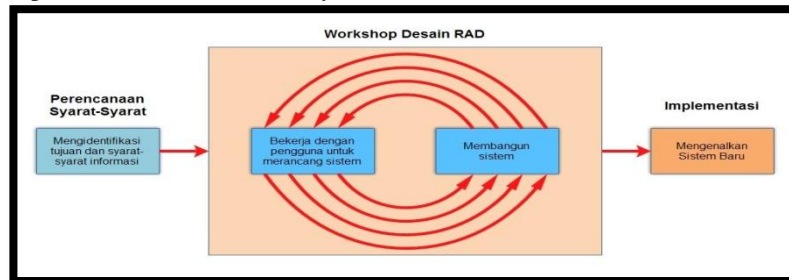 Workshop Desain RAD
Perencanaan
Syarat-Syarat
Mengidentifikasi
tujuan dan syarat-
syarat informasi
Bekerja dengan
pengguna untuk
merancang sistem
Membangun
sistem
Implementasi
Mengenalkan
Sistem Baru